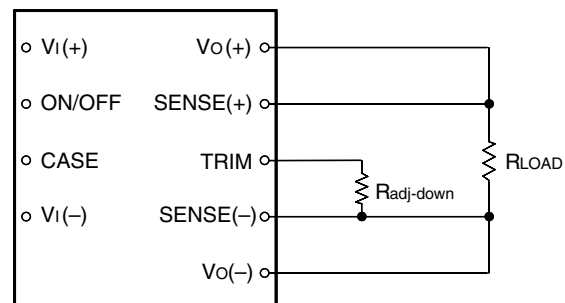 VI(+) VO(+)
ON/OFF SENSE(+)
CASE TRIM RLOAD
Radj-down
VI(–) SENSE(–)
VO(–)